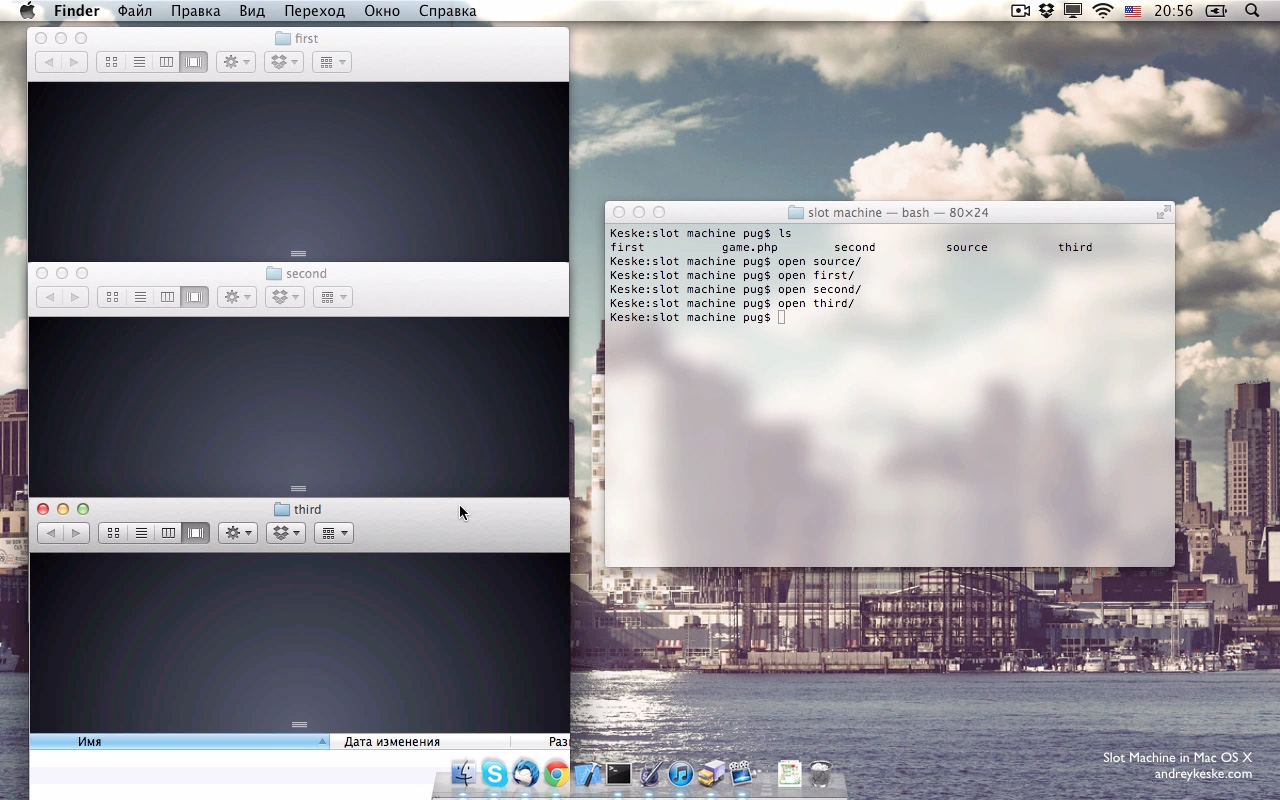 Finder Файл Правка Вид Переход Окно Справка 20:56
first
second
third
Имя Дата изменения Раз
slot machine — bash — 80×24
Keske:slot machine pug$ ls
first game.php second source third
Keske:slot machine pug$ open source/
Keske:slot machine pug$ open first/
Keske:slot machine pug$ open second/
Keske:slot machine pug$ open third/
Keske:slot machine pug$
Slot Machine in Mac OS X
andreykeske.com